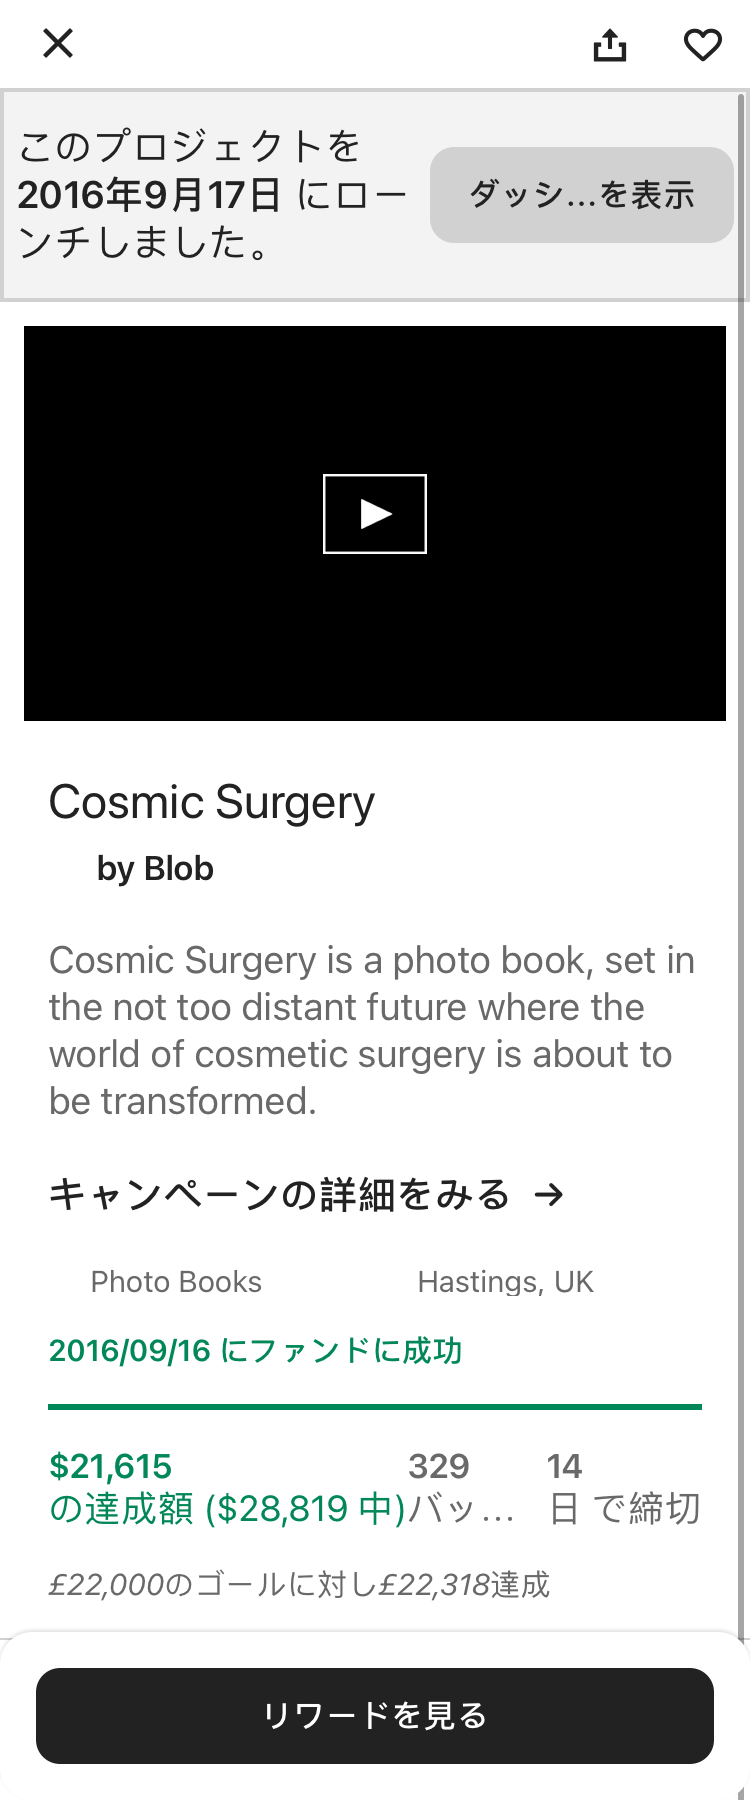 このプロジェクトを
2016年9月17日 にロー
ンチしました。
ダッシ...を表示
Cosmic Surgery
by Blob
Cosmic Surgery is a photo book, set in
the not too distant future where the
world of cosmetic surgery is about to
be transformed.
キャンペーンの詳細をみる →
Photo Books
Hastings, UK
2016/09/16 にファンドに成功
$21,615
の達成額 ($28,819 中)
329
バッ...
14
日 で締切
£22,000のゴールに対し£22,318達成
リワードを見る